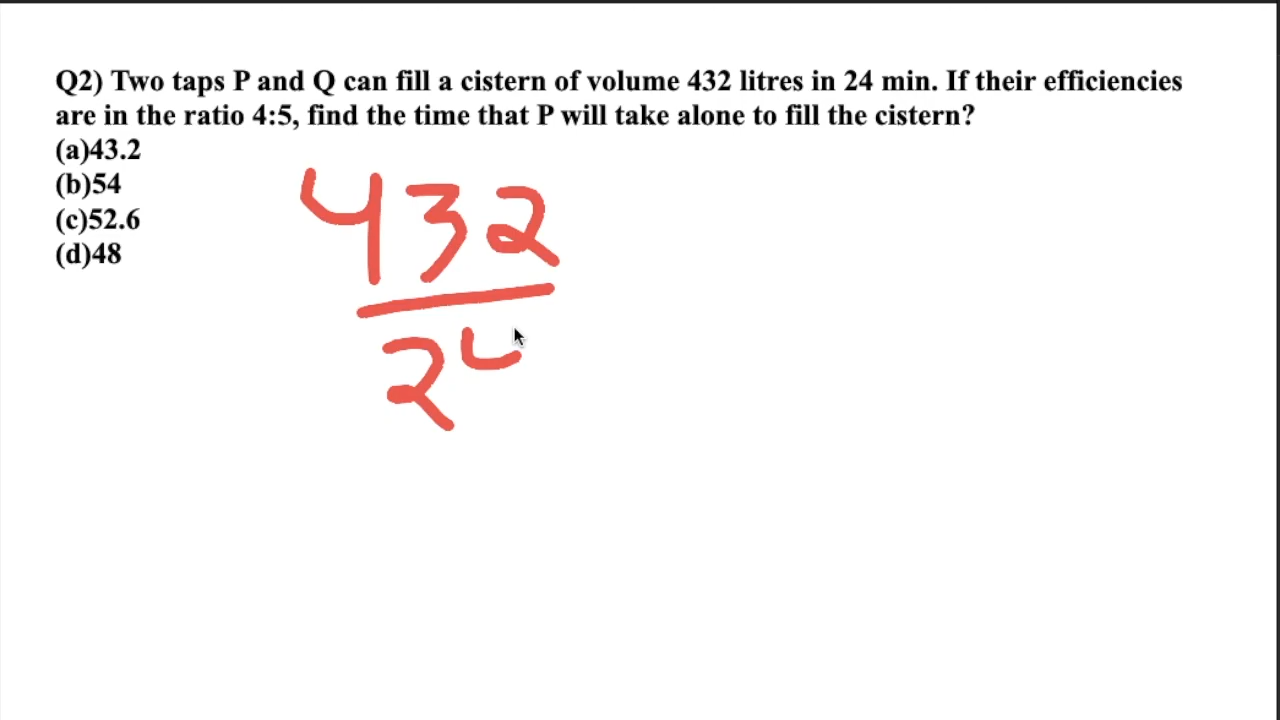 Q2) Two taps P and Q can fill a cistern of volume 432 litres in 24 min. If their efficiencies
are in the ratio 4:5, find the time that P will take alone to fill the cistern?
(a)43.2
(b)54
(c)52.6
(d)48
432
2